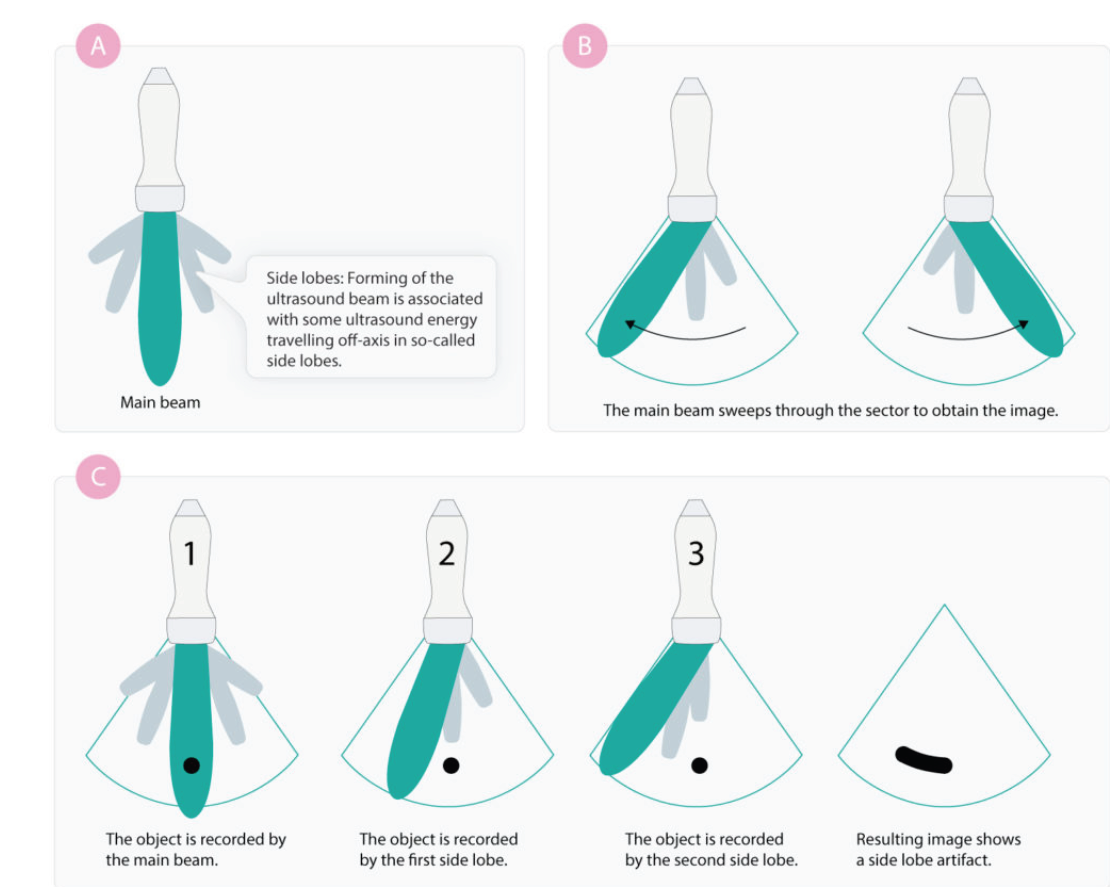 A
Side lobes: Forming of the
ultrasound beam is associated
with some ultrasound energy
travelling off-axis in so-called
side lobes.
Main beam
B
The main beam sweeps through the sector to obtain the image.
C
1
2
3
The object is recorded by
the main beam.
The object is recorded
by the first side lobe.
The object is recorded
by the second side lobe.
Resulting image shows
a side lobe artifact.